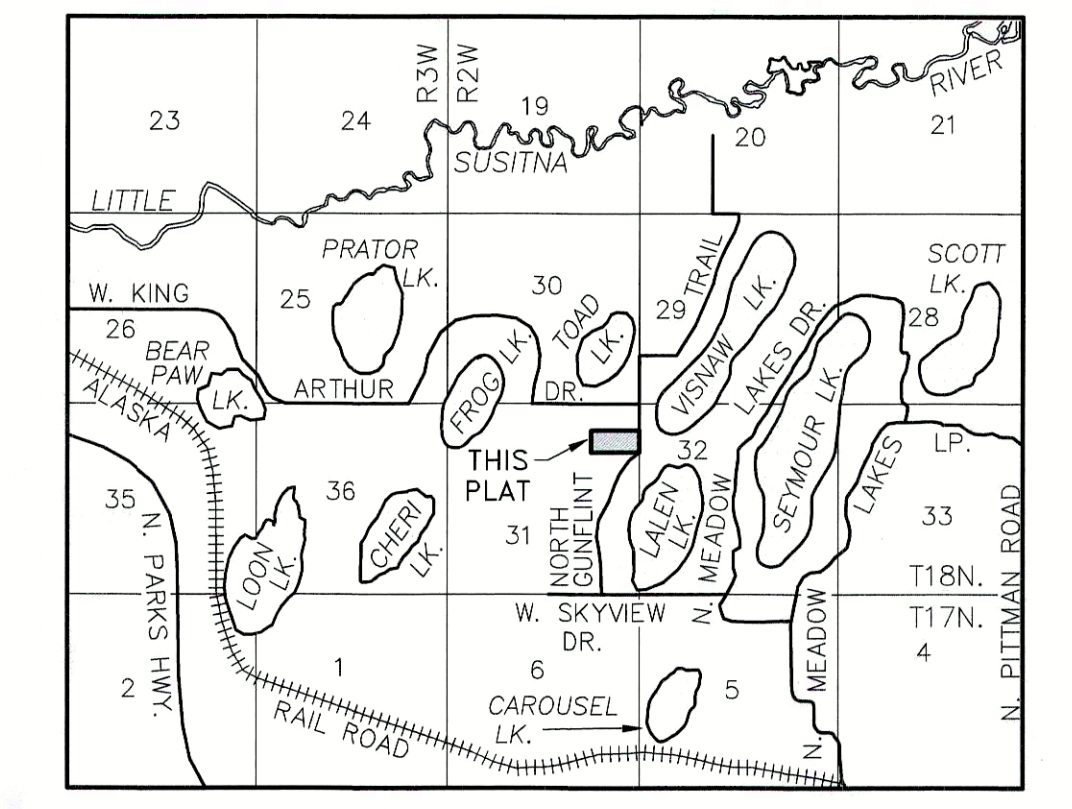 R3W
R2W
23
24
19
20
21
RIVER
SUSITNA
LITTLE
PRATOR
LK.
SCOTT
LK.
W. KING
25
30
29
TRAIL
28
26
TOAD
LK.
VISNAW LK.
LAKES DR.
BEAR
PAW
LK.
ARTHUR
DR.
FROG LK.
ALASKA
THIS
PLAT
32
SEYMOUR LK.
LAKES
LP.
35
36
CHERI
LK.
31
NORTH
GUNFLINT
LALEN
LK.
N. MEADOW
33
LOON
LK.
T18N.
T17N.
N. PARKS HWY.
W. SKYVIEW
DR.
N. MEADOW
N. PITTMAN ROAD
4
2
1
6
5
CAROUSEL
LK.
RAIL ROAD